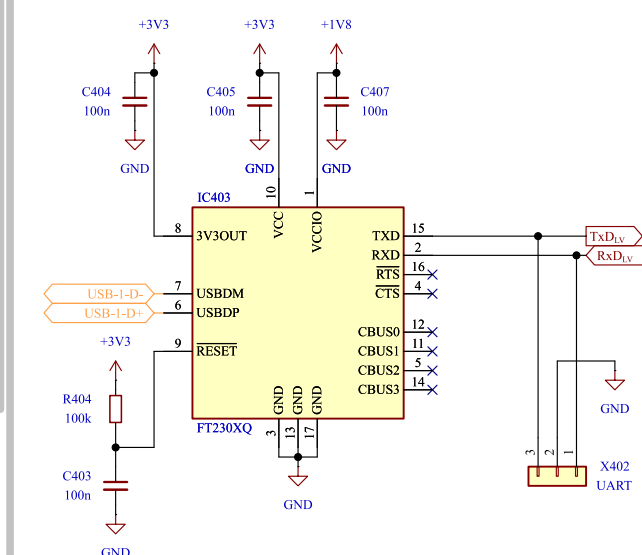 +3V3
+3V3
+1V8
C404
100n
C405
100n
C407
100n
GND
GND
GND
IC403
10
1
VCC
VCCIO
8
3V3OUT
TXD
15
TxDLV
RXD
2
RxDLV
RTS
16
USB-1-D-
7
USBDM
CTS
4
USB-1-D+
6
USBDP
CBUS0
12
+3V3
9
RESET
CBUS1
11
CBUS2
5
CBUS3
14
R404
100k
GND
GND
GND
GND
FT230XQ
3
13
17
3
2
1
C403
100n
X402
UART
GND
GND